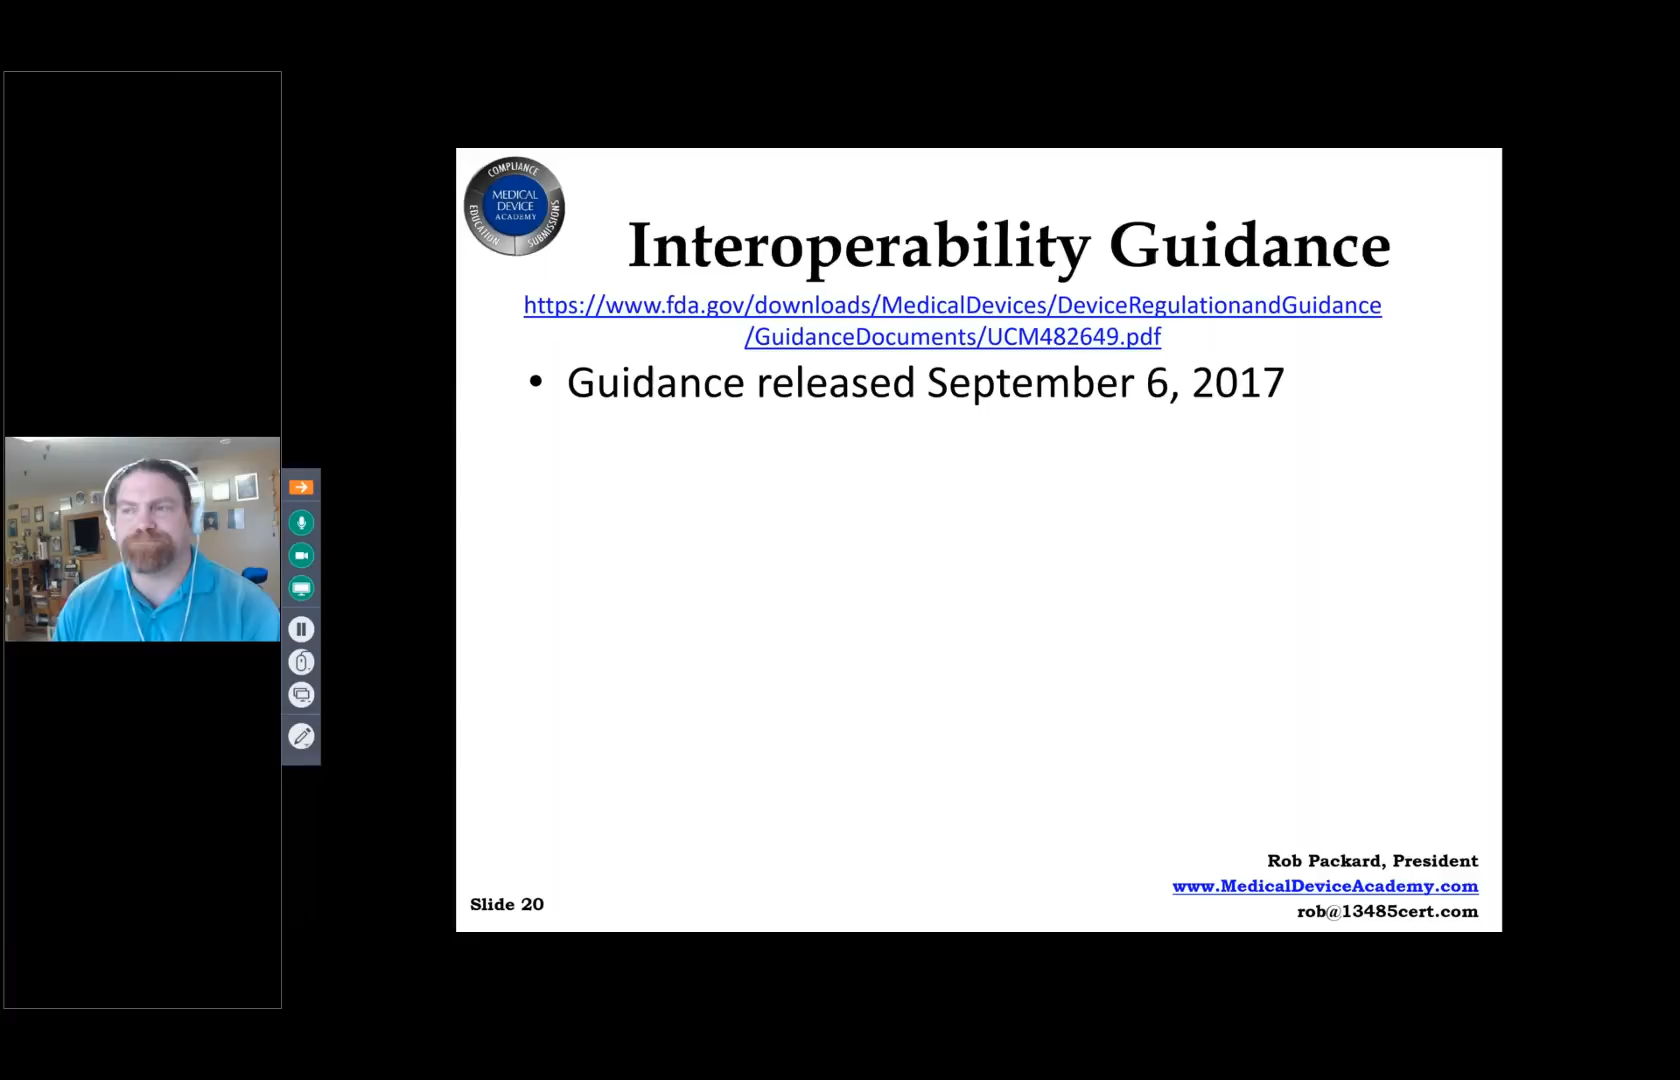 COMPLIANCE
EDUCATION
SUBMISSIONS
MEDICAL
DEVICE
ACADEMY
Interoperability Guidance
https://www.fda.gov/downloads/MedicalDevices/DeviceRegulationandGuidance
/GuidanceDocuments/UCM482649.pdf
• Guidance released September 6, 2017
Rob Packard, President
www.MedicalDeviceAcademy.com
rob@13485cert.com
Slide 20